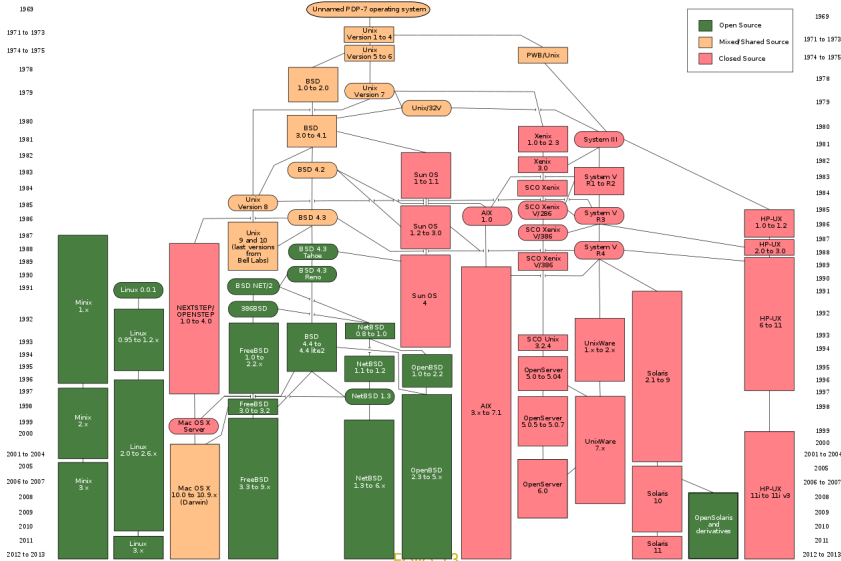 1969
1971 to 1973
1974 to 1975
1978
1979
1980
1981
1982
1983
1984
1985
1986
1987
1988
1989
1990
1991
1992
1993
1994
1995
1996
1997
1998
1999
2000
2001 to 2004
2005
2006 to 2007
2008
2009
2010
2011
2012 to 2013
Unnamed PDP-7 operating system
Unix
Version 1 to 4
Unix
Version 5 to 6
PWB/Unix
BSD
1.0 to 2.0
Unix
Version 7
Unix/32V
BSD
3.0 to 4.1
Xenix
1.0 to 2.3
System III
Xenix
3.0
Sun OS
1 to 1.1
BSD 4.2
System V
R1 to R2
SCO Xenix
Unix
Version 8
SCO Xenix
V/286
AIX
1.0
System V
R3
BSD 4.3
Sun OS
1.2 to 3.0
HP-UX
1.0 to 1.2
SCO Xenix
V/386
Unix
9 and 10
(last versions
from
Bell Labs)
HP-UX
2.0 to 3.0
BSD 4.3
Tahoe
System V
R4
SCO Xenix
V/386
BSD 4.3
Reno
BSD NET/2
Linux 0.0.1
Minix
1.x
NEXTSTEP/
OPENSTEP
1.0 to 4.0
386BSD
Sun OS
4
HP-UX
6 to 11
Linux
0.95 to 1.2.x
FreeBSD
1.0 to
2.2.x
BSD
4.4 to
4.4 lite2
NetBSD
0.8 to 1.0
SCO Unix
3.2.4
UnixWare
1.x to 2.x
NetBSD
1.1 to 1.2
OpenBSD
1.0 to 2.2
OpenServer
5.0 to 5.04
Solaris
2.1 to 9
NetBSD 1.3
FreeBSD
3.0 to 3.2
Minix
2.x
Mac OS X
Server
AIX
3.x to 7.1
OpenServer
5.0.5 to 5.0.7
UnixWare
7.x
Linux
2.0 to 2.6.x
Minix
3.x
Mac OS X
10.0 to 10.9.x
(Darwin)
FreeBSD
3.3 to 9.x
NetBSD
1.3 to 6.x
OpenBSD
2.3 to 5.x
OpenServer
6.0
Solaris
10
HP-UX
11i to 11i v3
OpenSolaris
and
derivatives
Linux
3.x
Solaris
11
Open Source
Mixed/Shared Source
Closed Source
1969
1971 to 1973
1974 to 1975
1978
1979
1980
1981
1982
1983
1984
1985
1986
1987
1988
1989
1990
1991
1992
1993
1994
1995
1996
1997
1998
1999
2000
2001 to 2004
2005
2006 to 2007
2008
2009
2010
2011
2012 to 2013